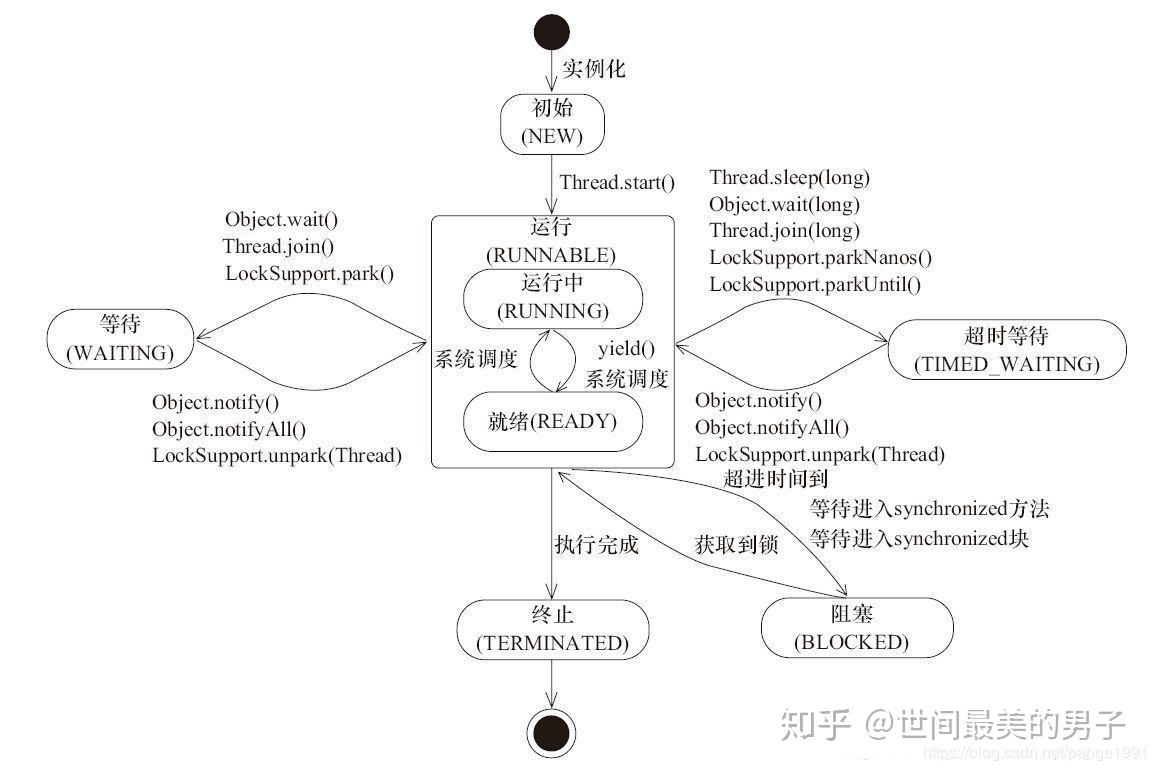 实例化
初始
(NEW)
Thread.start()
Object.wait()
Thread.join()
LockSupport.park()
Thread.sleep(long)
Object.wait(long)
Thread.join(long)
LockSupport.parkNanos()
LockSupport.parkUntil()
运行
(RUNNABLE)
运行中
(RUNNING)
系统调度
yield()
系统调度
就绪(READY)
等待
(WAITING)
超时等待
(TIMED_WAITING)
Object.notify()
Object.notifyAll()
LockSupport.unpark(Thread)
Object.notify()
Object.notifyAll()
LockSupport.unpark(Thread)
超进时间到
等待进入synchronized方法
等待进入synchronized块
执行完成
获取到锁
终止
(TERMINATED)
阻塞
(BLOCKED)
知乎 @世间最美的男子
https://blog.csdn.net/pange1991